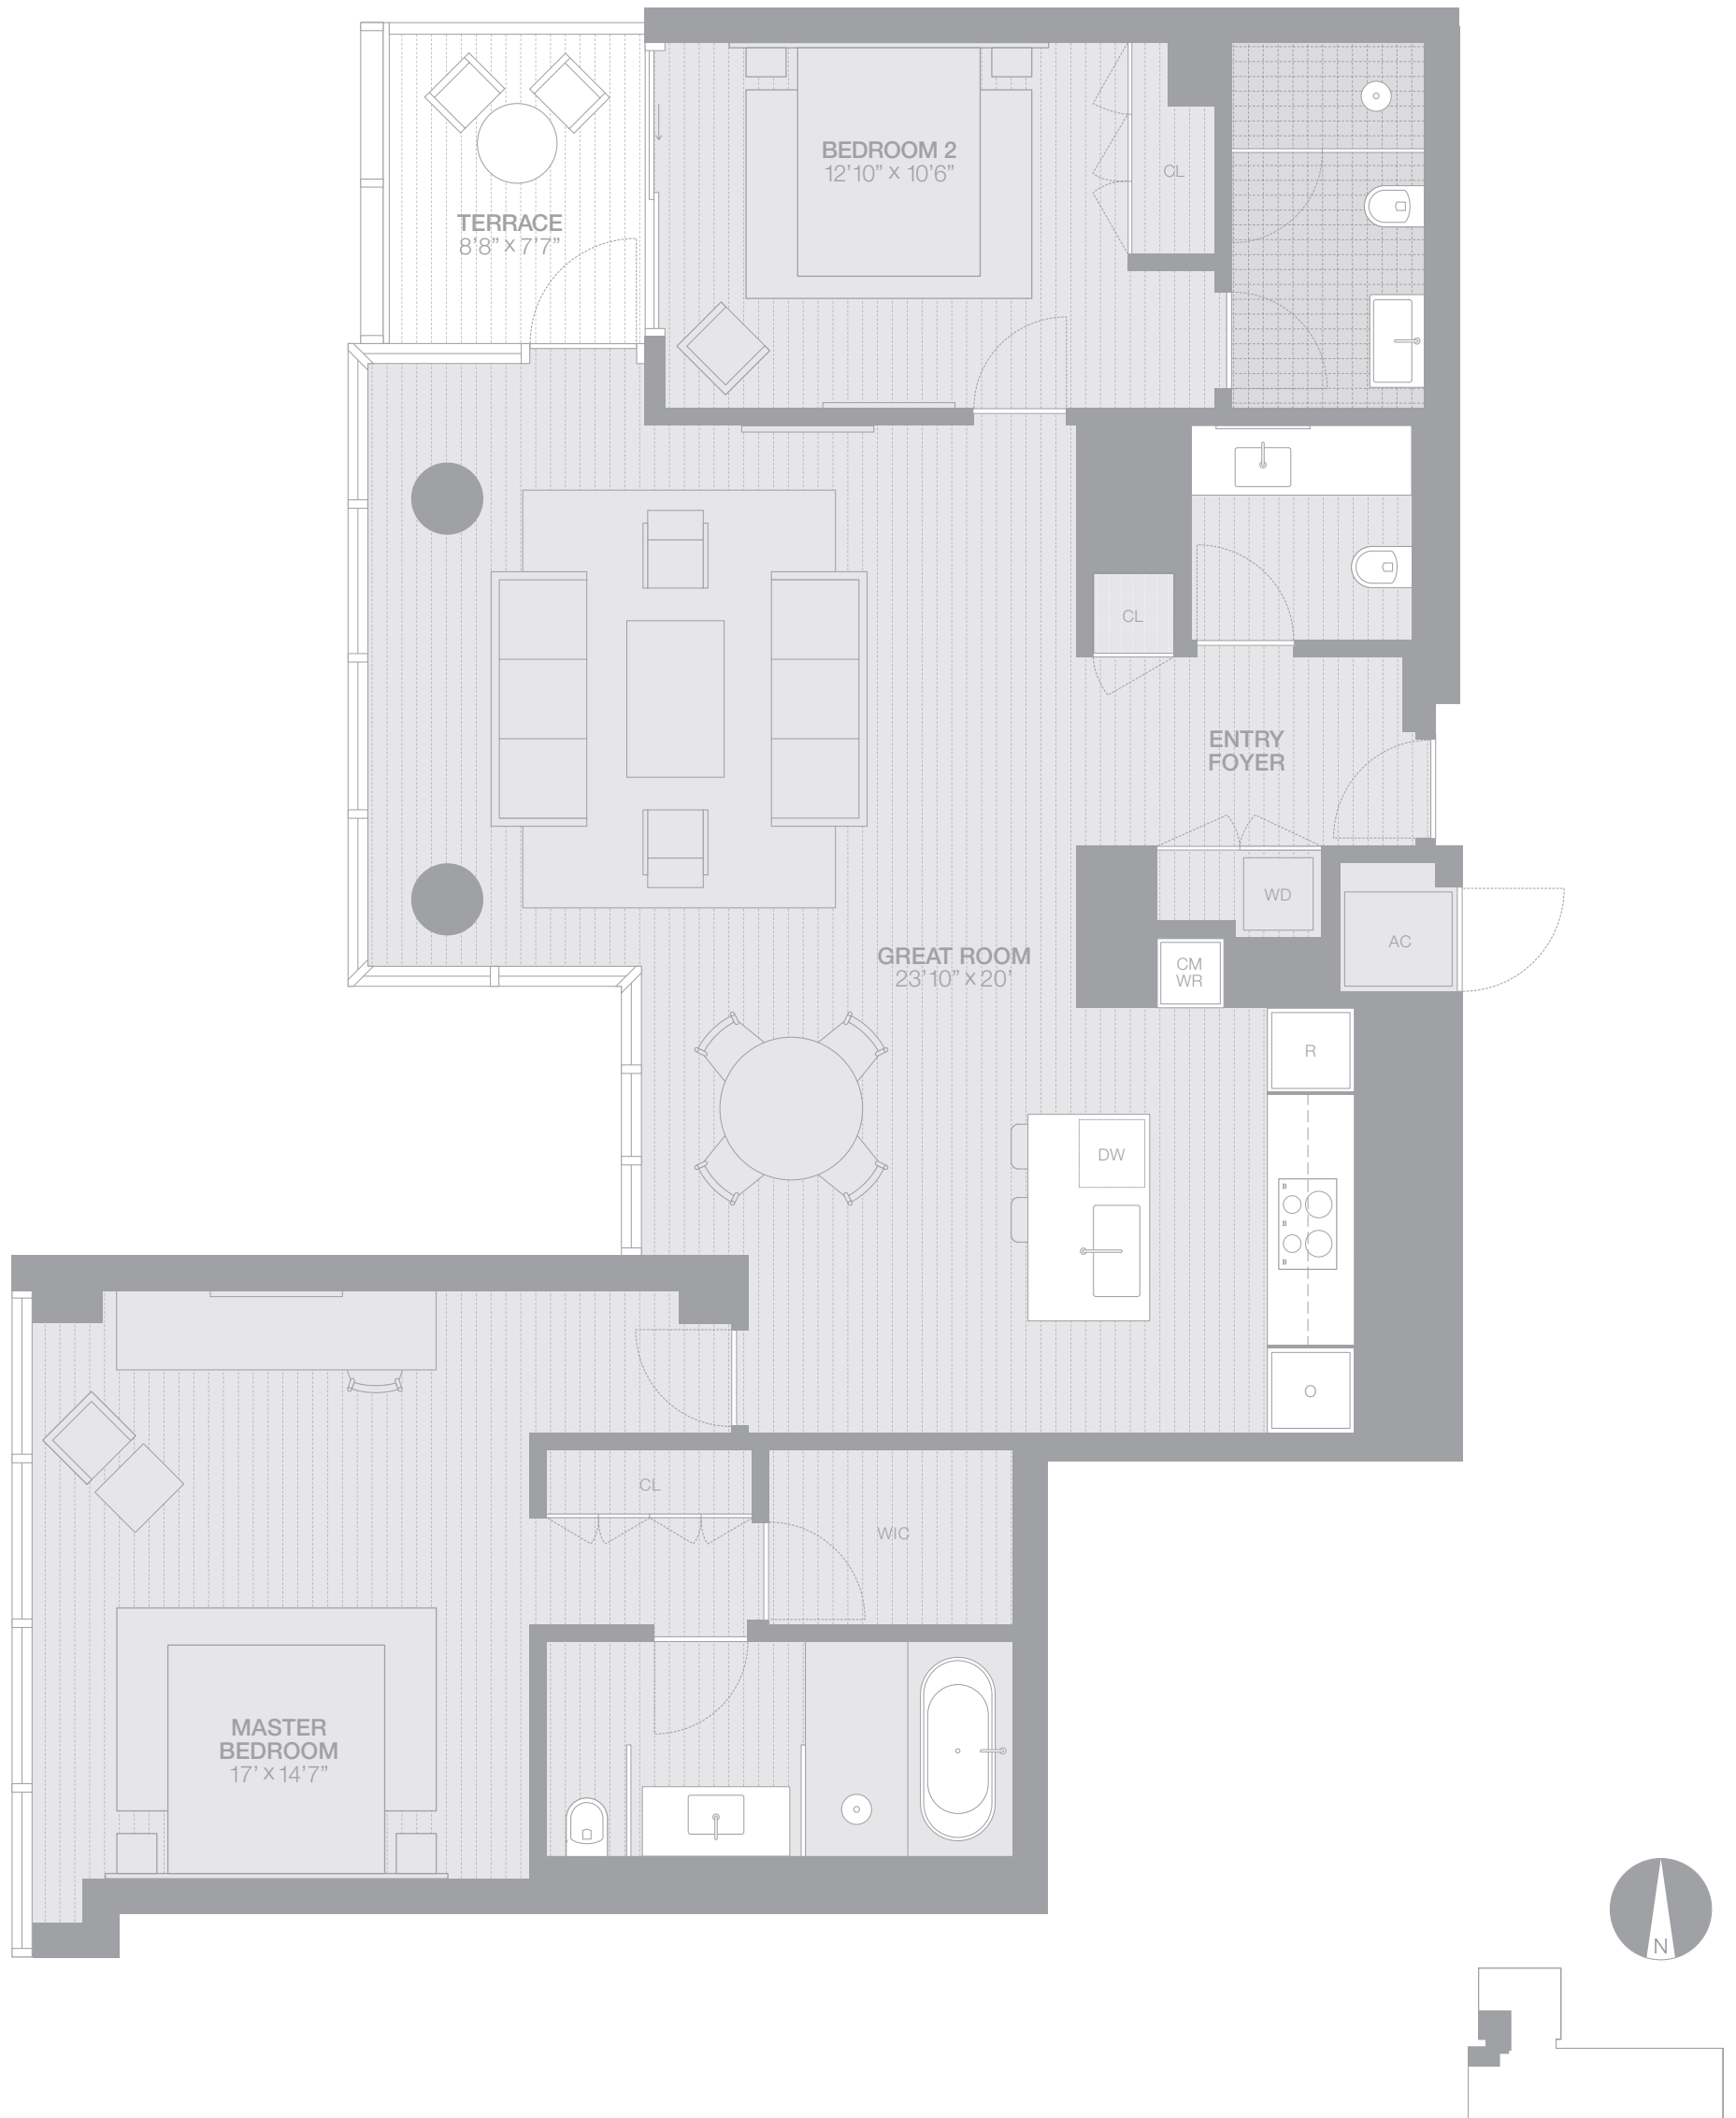 BEDROOM 2
12’10” x 10’6”
CL
TERRACE
8’8” x 7’7”
CL
ENTRY
FOYER
WD
AC
GREAT ROOM
23’10” x 20’
CM
WR
R
DW
O
CL
WIC
MASTER
BEDROOM
17’ x 14’7”
N